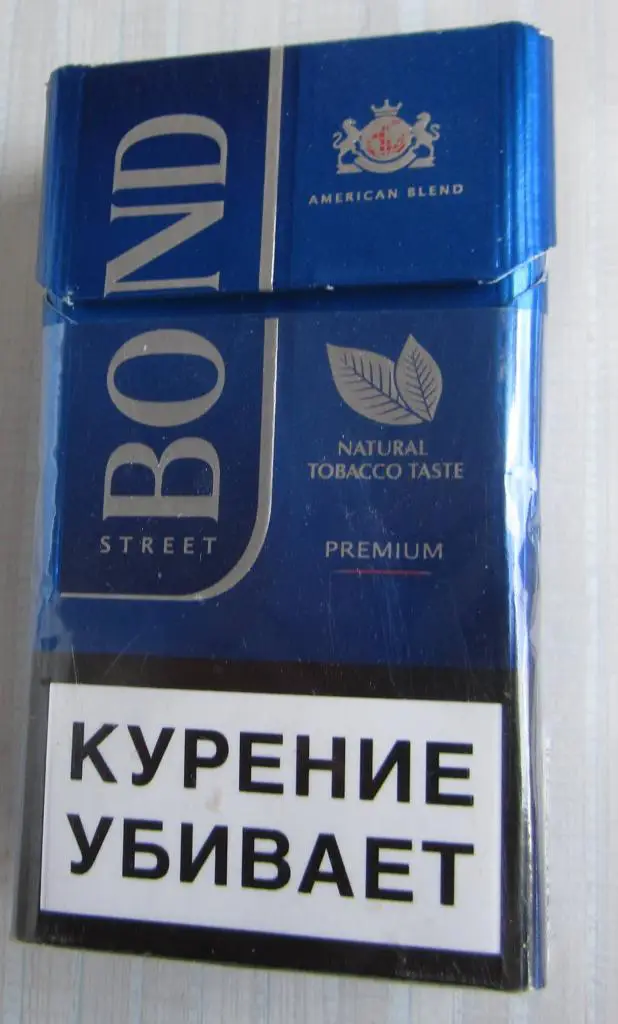 BOND
STREET
AMERICAN BLEND
NATURAL
TOBACCO TASTE
PREMIUM
КУРЕНИЕ
УБИВАЕТ